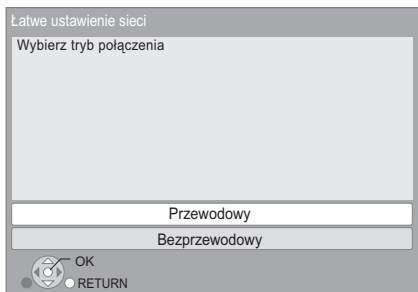 Łatwe ustawienie sieci
Wybierz tryb połączenia
Przewodowy
Bezprzewodowy
OK
RETURN